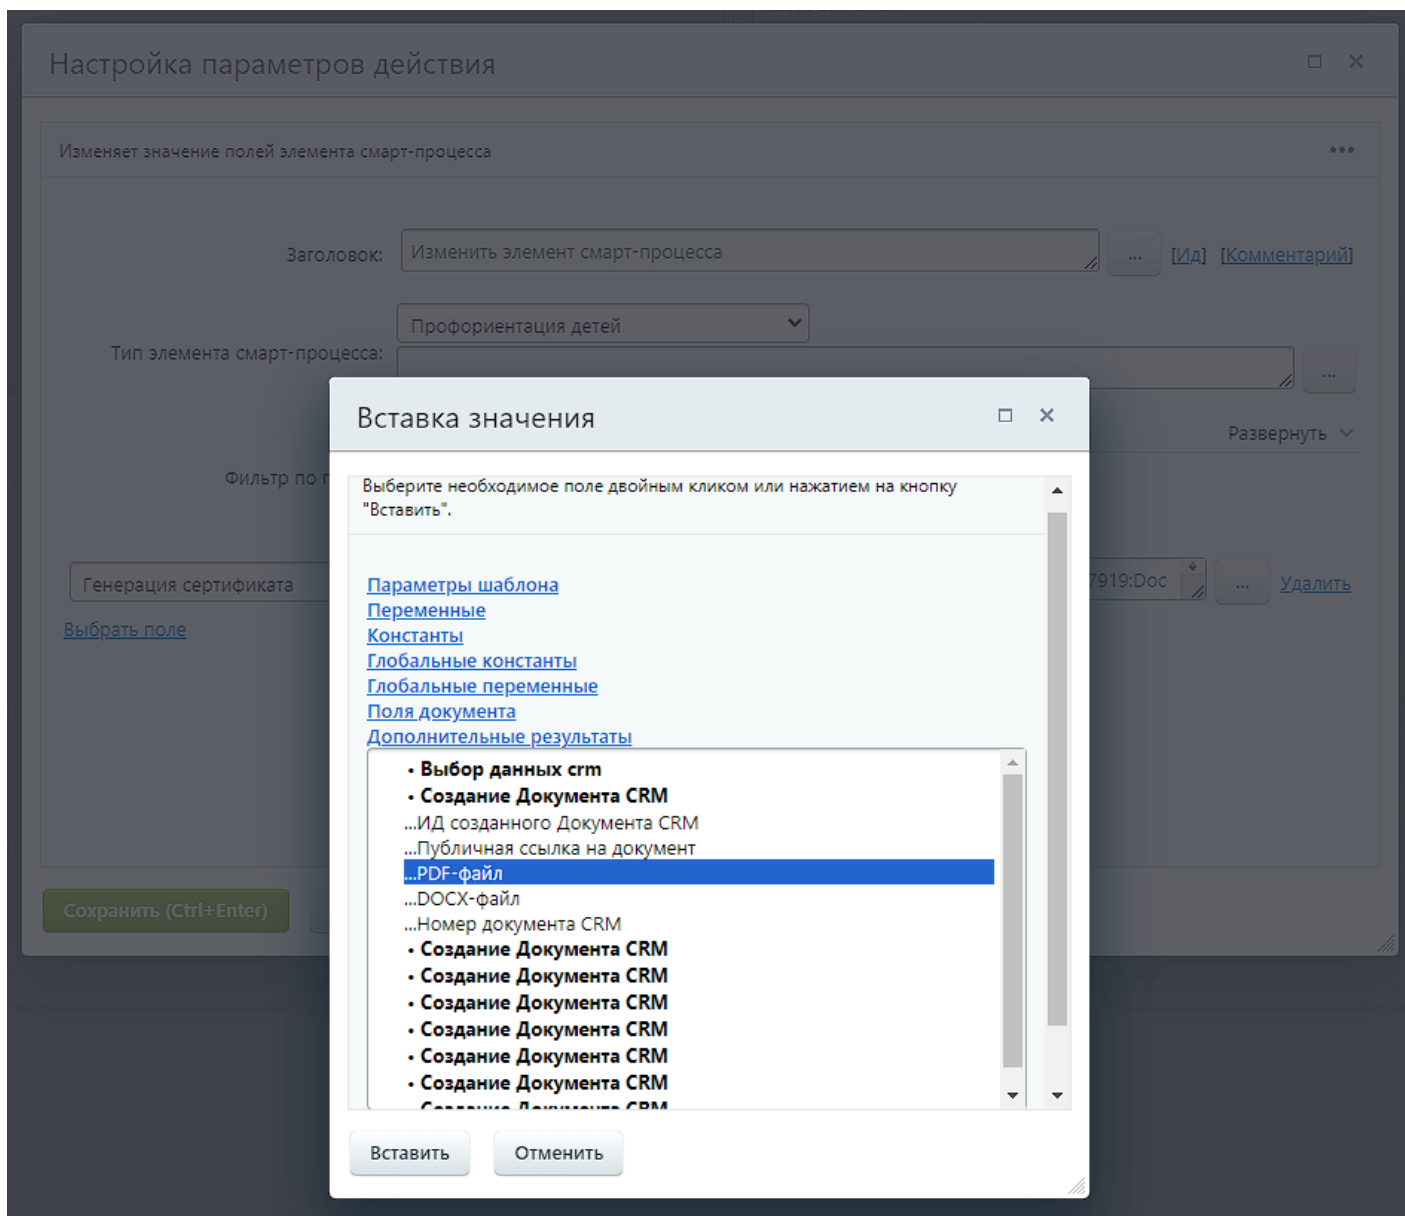 Настройка параметров действия
Изменяет значение полей элемента смарт-процесса
Заголовок:
Изменить элемент смарт-процесса
...
[Ид] [Комментарий]
Профориентация детей
Тип элемента смарт-процесса:
...
Вставка значения
Развернуть
Фильтр по
Выберите необходимое поле двойным кликом или нажатием на кнопку
"Вставить".
Генерация сертификата
7919:Doc
...
Удалить
Выбрать поле
Параметры шаблона
Переменные
Константы
Глобальные константы
Глобальные переменные
Поля документа
Дополнительные результаты
• Выбор данных crm
• Создание Документа CRM
...ИД созданного Документа CRM
...Публичная ссылка на документ
...PDF-файл
...DOCX-файл
...Номер документа CRM
• Создание Документа CRM
• Создание Документа CRM
• Создание Документа CRM
• Создание Документа CRM
• Создание Документа CRM
• Создание Документа CRM
Создание Документа CRM
Сохранить (Ctrl+Enter)
Вставить
Отменить